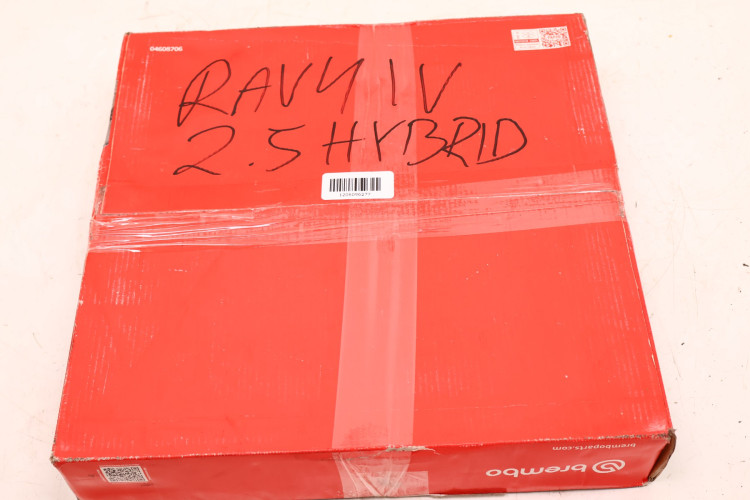 04608706
RAV4 IV
2.5 HYBRID
bremboparts.com
brembo